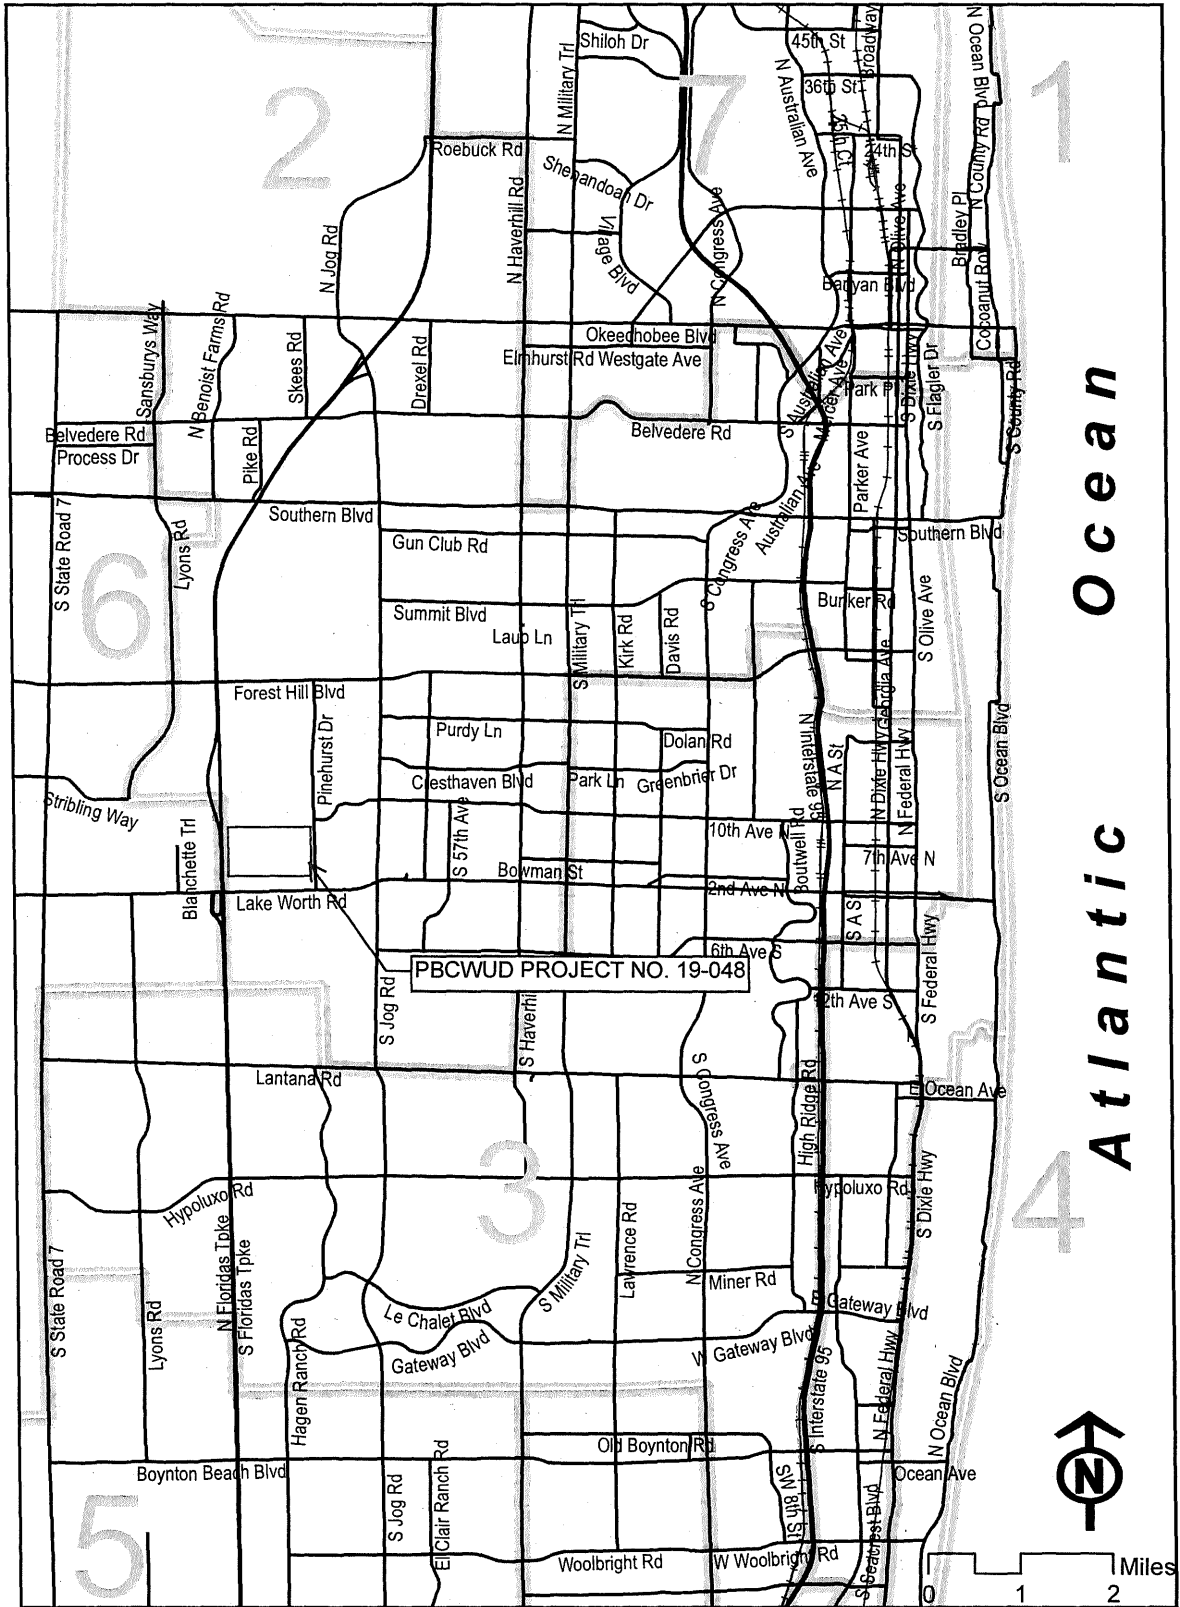 Shiloh Dr
45th St
Broadway
N Ocean Blvd
N Military Trl
7
1
36th St
N Australian Ave
2
25th Ct
Roebuck Rd
4th St
N County Rd
Shenandoah Dr
N Haverhill Rd
Village Blvd
N Congress Ave
N Olive Ave
Bradley Pl
N Jog Rd
Banyan Blvd
Cocoanut Row
Sansburys Way
N Benoist Farms Rd
Skees Rd
Drexel Rd
Okeechobee Blvd
Elmhurst Rd
Westgate Ave
S Australian Ave
Mercer Ave
Park Pl
S Dixie Hwy
S Flagler Dr
S County Rd
Belvedere Rd
Process Dr
Pike Rd
Belvedere Rd
Parker Ave
Australian Ave
S State Road 7
Lyons Rd
Southern Blvd
Gun Club Rd
S Congress Ave
Southern Blvd
6
Summit Blvd
Laub Ln
S Military Trl
Kirk Rd
Davis Rd
Bunker Rd
S Olive Ave
Georgia Ave
Forest Hill Blvd
Pinehurst Dr
Purdy Ln
Dolan Rd
Cresthaven Blvd
Park Ln
Greenbrier Dr
N Interstate 95
N A St
N Dixie Hwy
N Federal Hwy
S Ocean Blvd
Stribling Way
Blanchette Trl
S 57th Ave
10th Ave N
Boutwell Rd
7th Ave N
Bowman St
2nd Ave N
Lake Worth Rd
S A St
6th Ave S
PBCWUD PROJECT NO. 19-048
12th Ave S
S Federal Hwy
S Jog Rd
S Haverhi
Lantana Rd
S Congress Ave
High Ridge Rd
E Ocean Ave
3
4
Hypoluxo Rd
Hypoluxo Rd
S Dixie Hwy
S State Road 7
Lyons Rd
N Floridas Tpke
S Floridas Tpke
Lawrence Rd
N Congress Ave
Miner Rd
S Military Trl
Le Chalet Blvd
Gateway Blvd
W Gateway Blvd
E Gateway Blvd
Hagen Ranch Rd
S Interstate 95
N Federal Hwy
N Ocean Blvd
Old Boynton Rd
Boynton Beach Blvd
Ocean Ave
5
S Jog Rd
El Clair Ranch Rd
SW 8th St
S Seacrest Blvd
Woolbright Rd
W Woolbright Rd
Atlantic Ocean
N
Miles
0 1 2